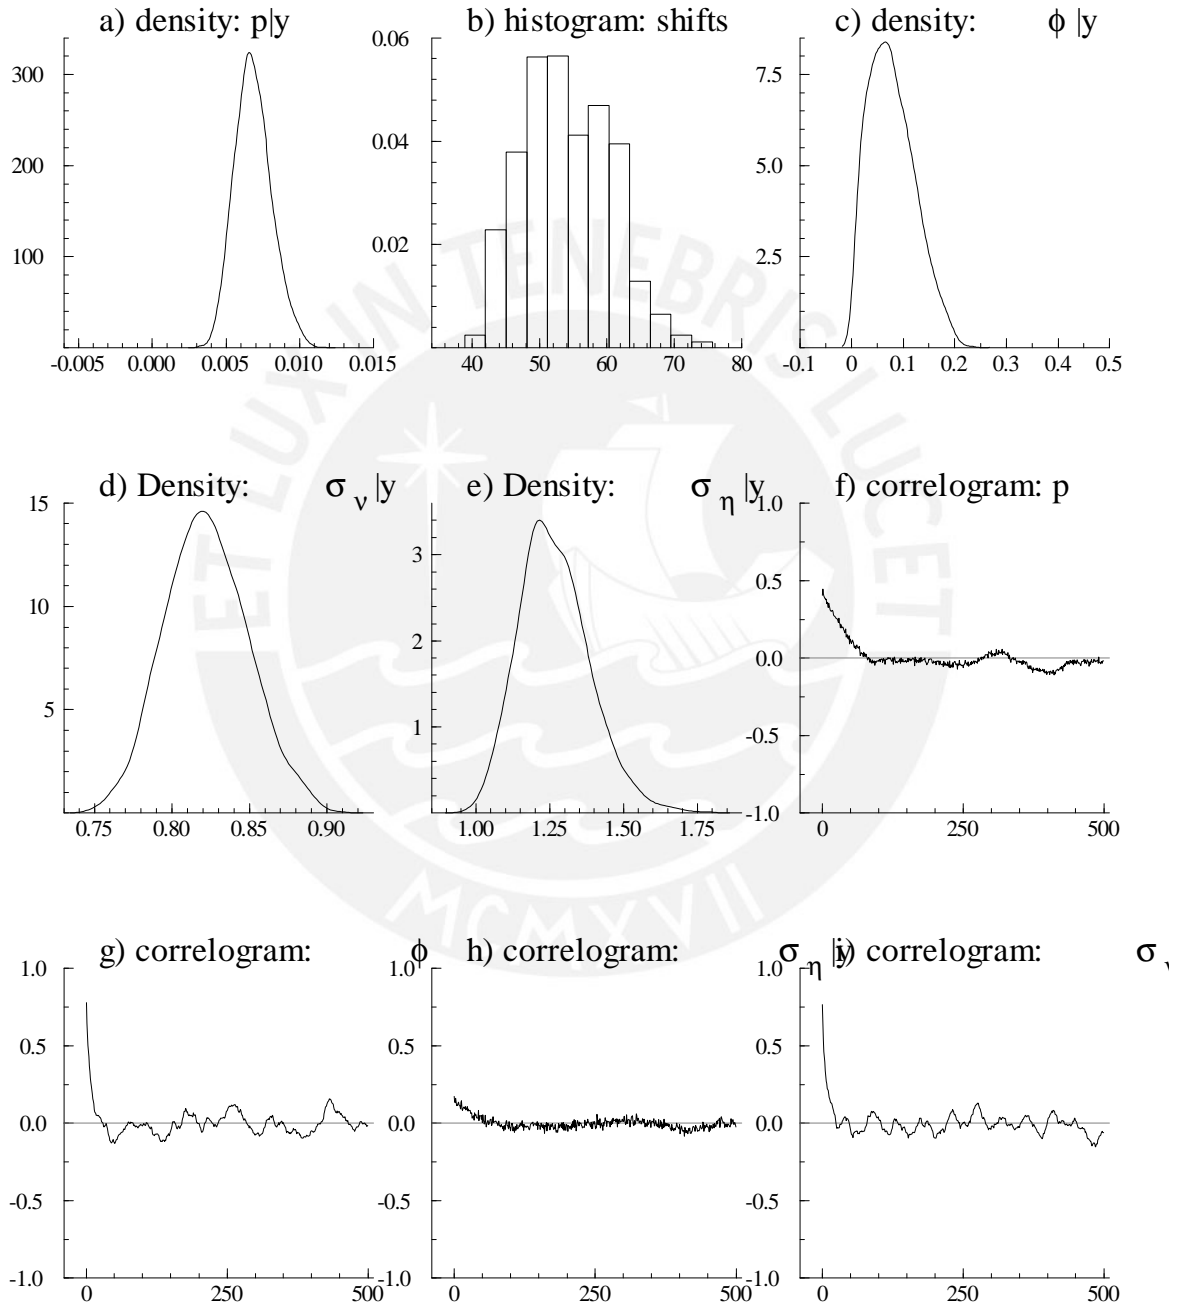 a) density: p|y
b) histogram: shifts
c) density: ϕ |y
300
200
100
-0.005 0.000 0.005 0.010 0.015
0.06
0.04
0.02
40 50 60 70 80
7.5
5.0
2.5
-0.1 0 0.1 0.2 0.3 0.4 0.5
d) Density: σ ν |y
e) Density: σ η |y
f) correlogram: p
15
10
5
0.75 0.80 0.85 0.90
3
2
1
1.00 1.25 1.50 1.75
1.0
0.5
0.0
-0.5
-1.0
0 250 500
g) correlogram: ϕ
h) correlogram: σ η |y
i) correlogram: σ
1.0
0.5
0.0
-0.5
-1.0
0 250 500
1.0
0.5
0.0
-0.5
-1.0
0 250 500
1.0
0.5
0.0
-0.5
-1.0
0 250 500
ET LUX IN TENEBRIS LUCET
MCMXVII